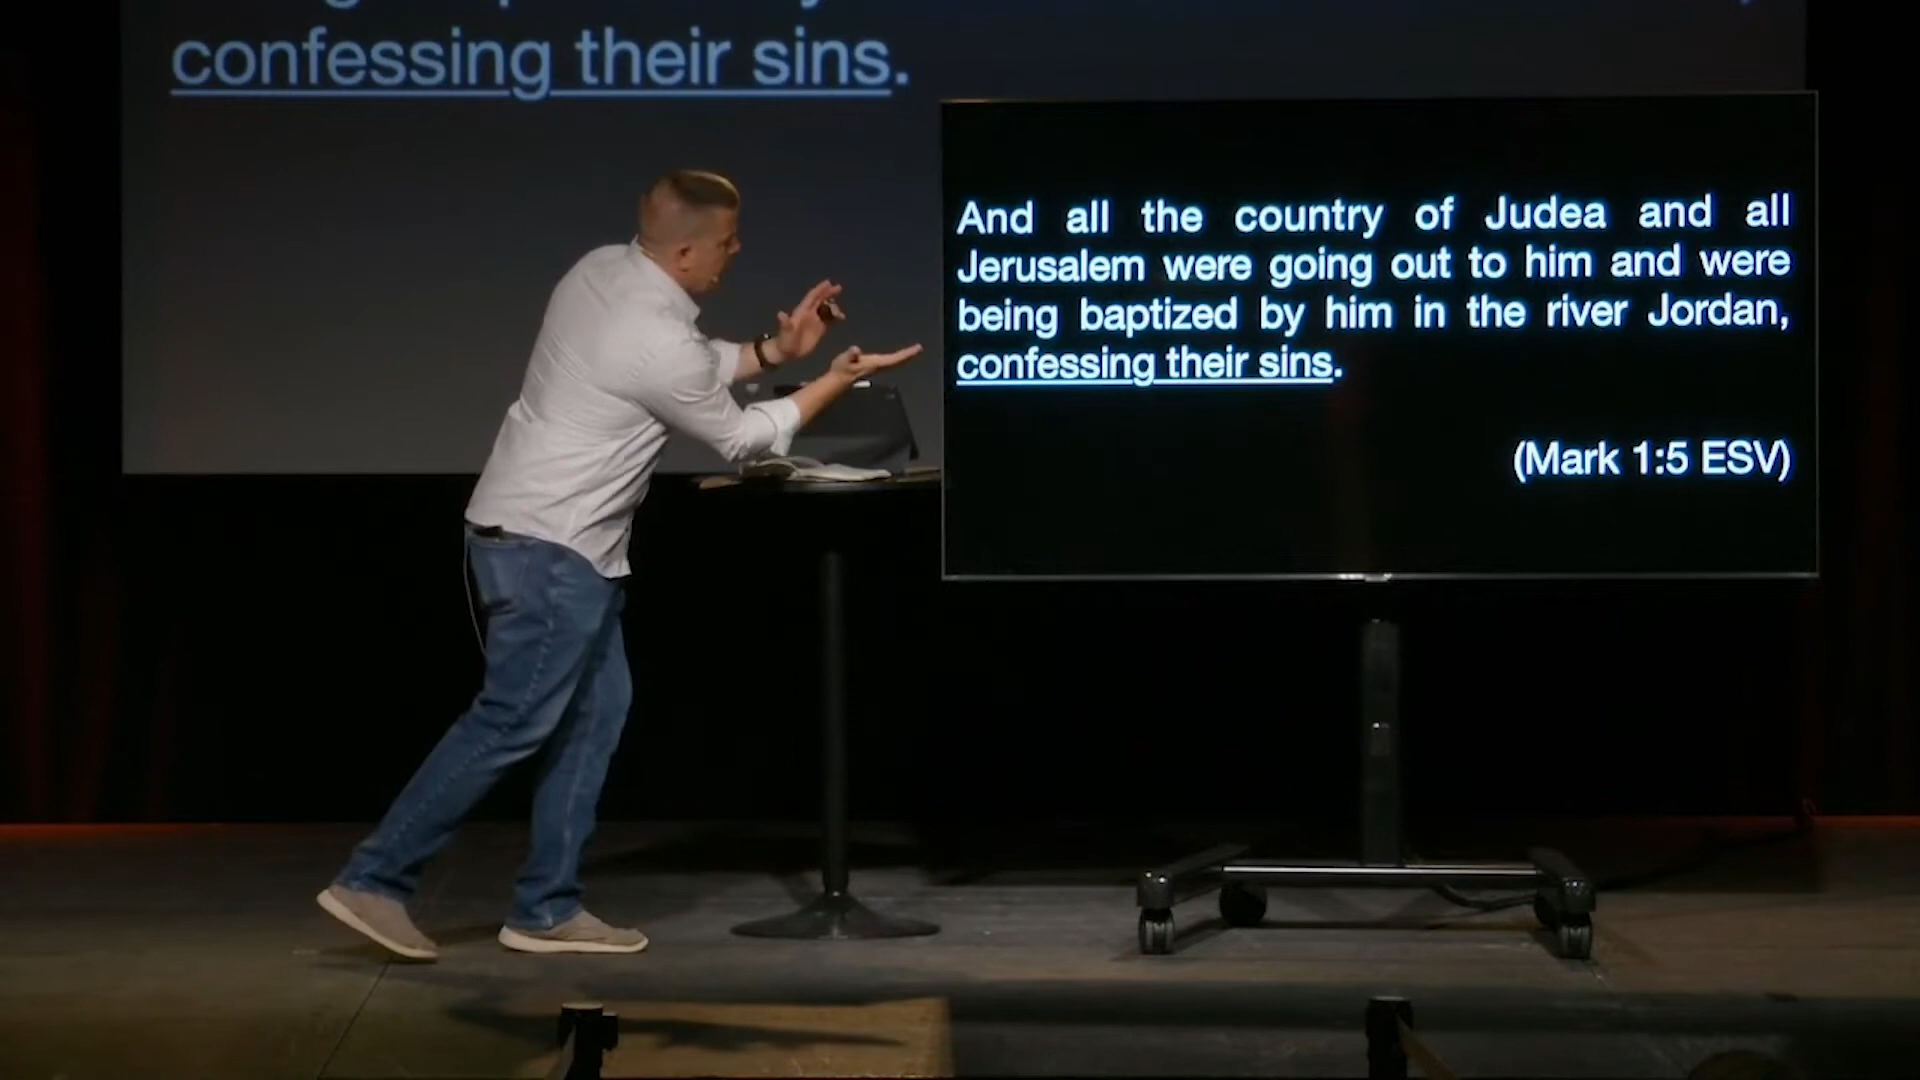 confessing their sins.
And all the country of Judea and all
Jerusalem were going out to him and were
being baptized by him in the river Jordan,
confessing their sins.
(Mark 1:5 ESV)